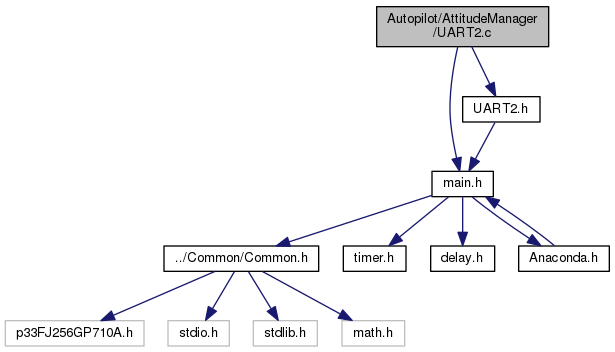 Autopilot/AttitudeManager
/UART2.c
UART2.h
main.h
../Common/Common.h
timer.h
delay.h
Anaconda.h
p33FJ256GP710A.h
stdio.h
stdlib.h
math.h